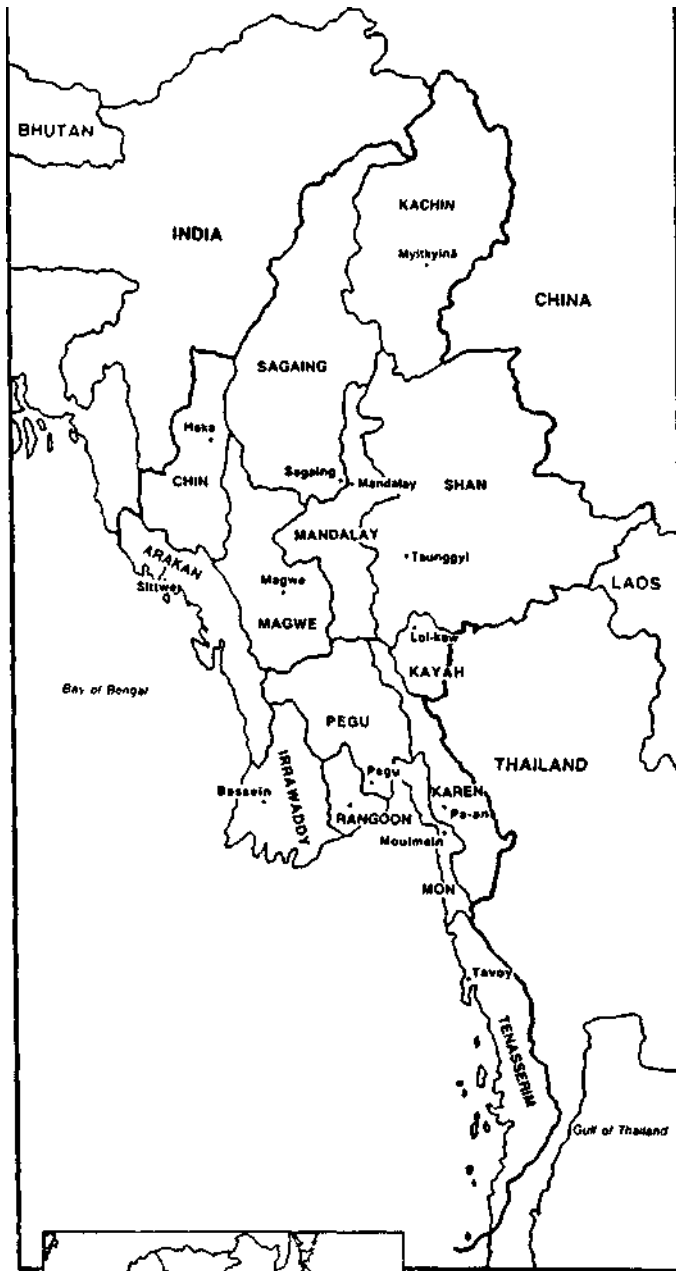 BHUTAN
INDIA
KACHIN
Myitkyina
CHINA
SAGAING
Haka
CHIN
Sagaing
Mandalay
SHAN
MANDALAY
ARAKAN
Sittwe
Taunggyi
LAOS
Magwe
MAGWE
Loi-kaw
KAYAH
Bay of Bengal
PEGU
THAILAND
IRRAWADDY
Pegu
Bassein
RANGOON
KAREN
Pa-an
Moulmein
MON
Tavoy
TENASSERIM
Gulf of Thailand